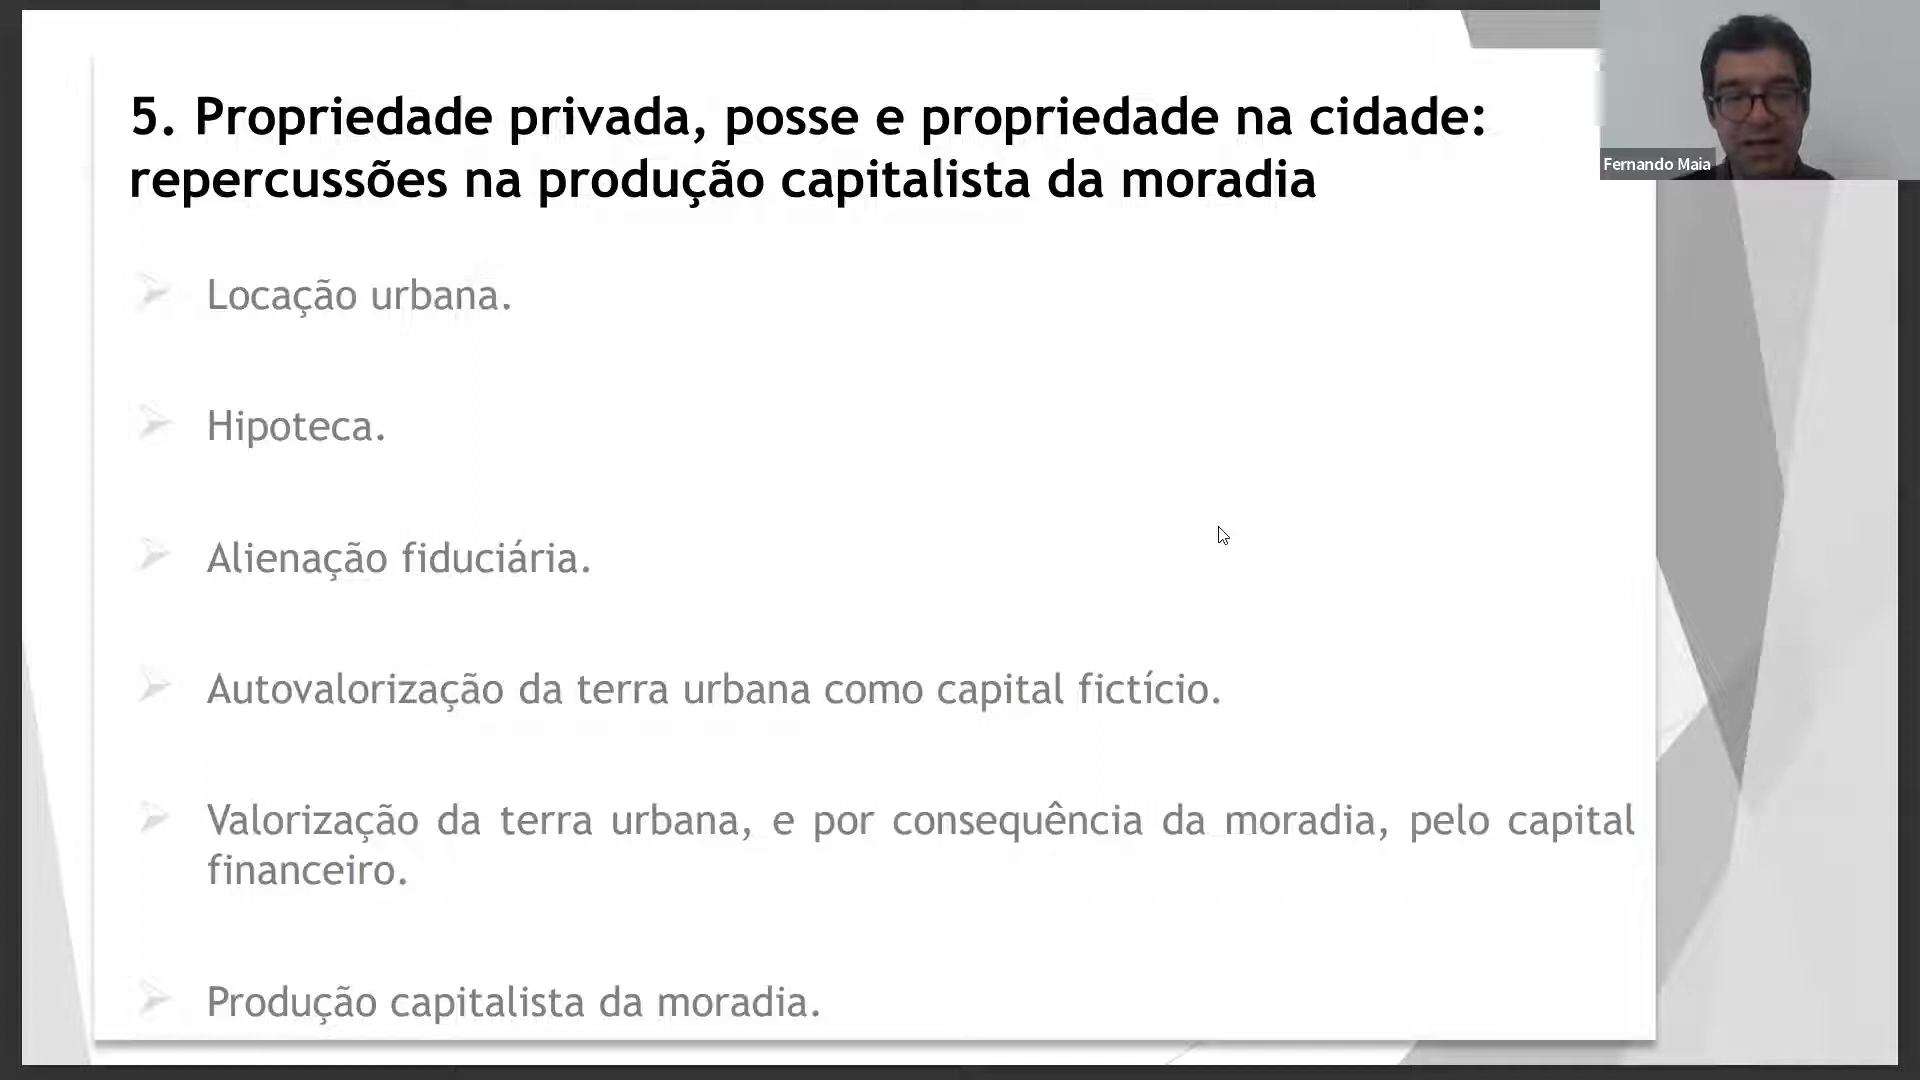 5. Propriedade privada, posse e propriedade na cidade:
repercussões na produção capitalista da moradia
Fernando Maia
Locação urbana.
Hipoteca.
Alienação fiduciária.
Autovalorização da terra urbana como capital fictício.
Valorização da terra urbana, e por consequência da moradia, pelo capital
financeiro.
Produção capitalista da moradia.